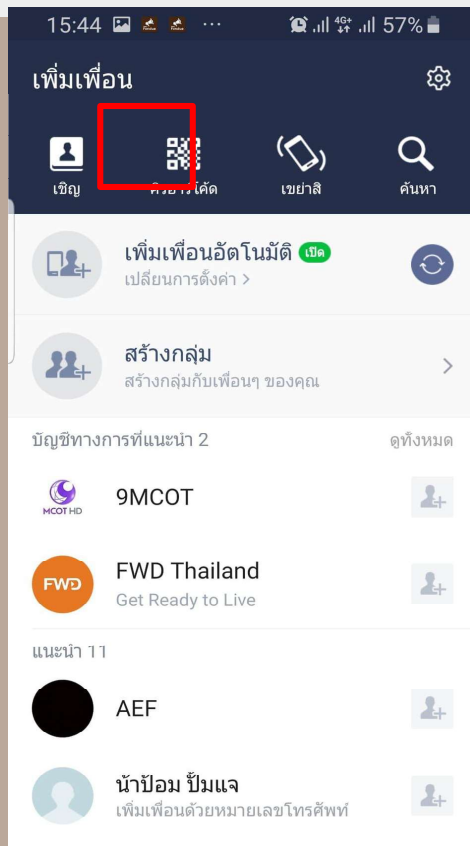 15:44 ... 4G+ 57%
เพิ่มเพื่อน
เชิญ คิวอาร์โค้ด เขย่าสิ ค้นหา
เพิ่มเพื่อนอัตโนมัติ เปิด
เปลี่ยนการตั้งค่า >
สร้างกลุ่ม
สร้างกลุ่มกับเพื่อนๆ ของคุณ
บัญชีทางการที่แนะนำ 2 ดูทั้งหมด
MCOT HD 9MCOT
FWD FWD Thailand
Get Ready to Live
แนะนำ 11
AEF
น้าป้อม ปั้มแจ
เพิ่มเพื่อนด้วยหมายเลขโทรศัพท์